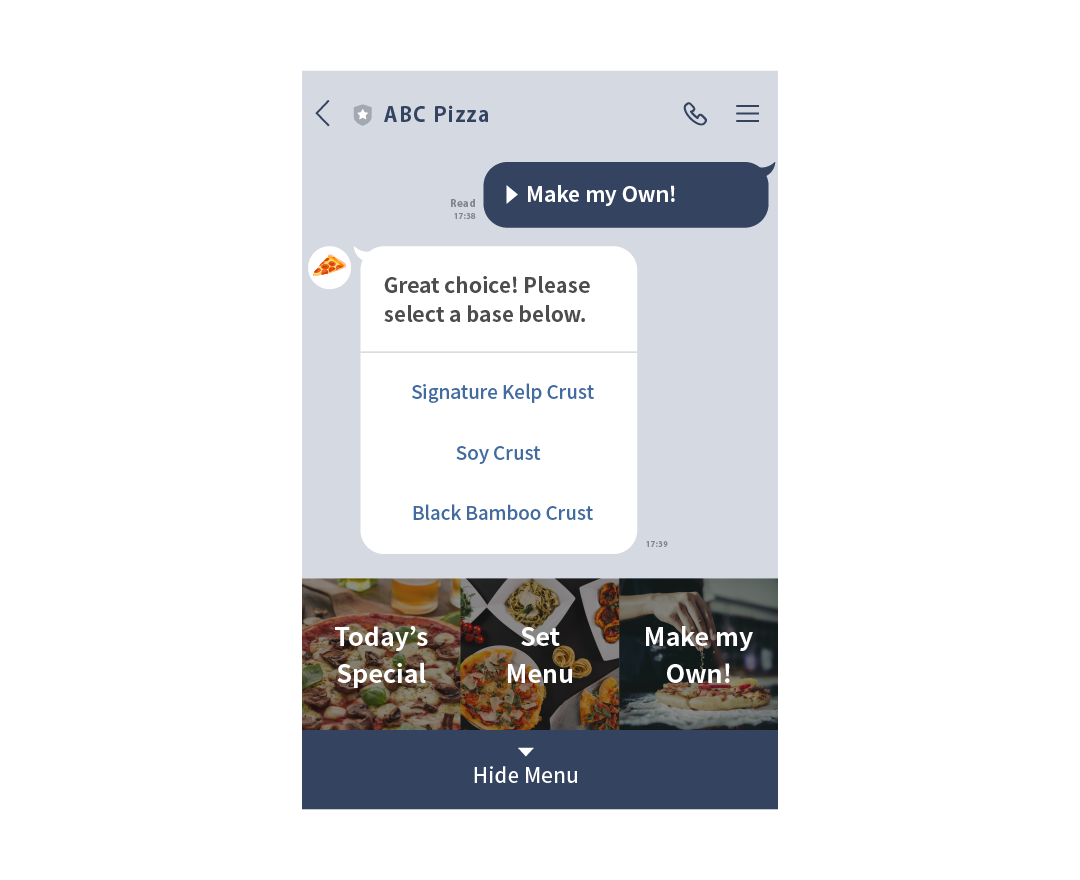 ABC Pizza
Make my Own!
Read
17:38
Great choice! Please
select a base below.
Signature Kelp Crust
Soy Crust
Black Bamboo Crust
17:39
Today’s
Special
Set
Menu
Make my
Own!
Hide Menu